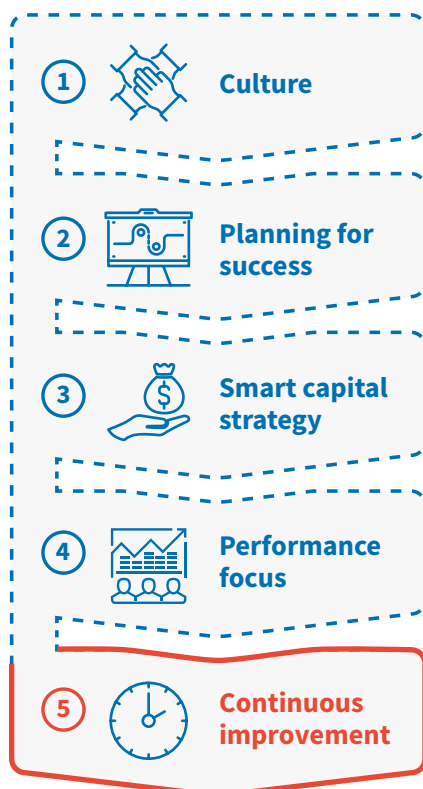 1
Culture
2
Planning for
success
3
$
Smart capital
strategy
4
Performance
focus
5
Continuous
improvement